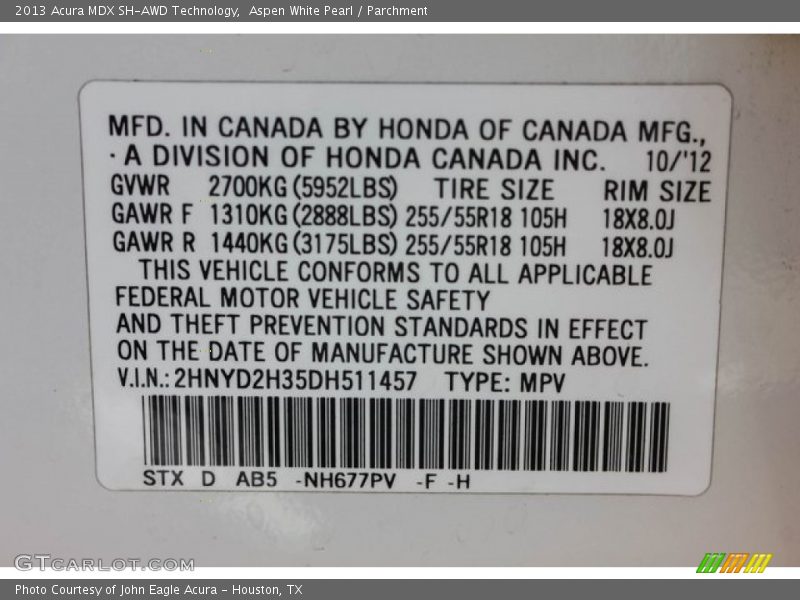 2013 Acura MDX SH-AWD Technology,  Aspen White Pearl / Parchment
MFD. IN CANADA BY HONDA OF CANADA MFG.,
· A DIVISION OF HONDA CANADA INC. 10/'12
GVWR 2700KG (5952LBS) TIRE SIZE RIM SIZE
GAWR F 1310KG (2888LBS) 255/55R18 105H 18X8.0J
GAWR R 1440KG (3175LBS) 255/55R18 105H 18X8.0J
THIS VEHICLE CONFORMS TO ALL APPLICABLE
FEDERAL MOTOR VEHICLE SAFETY
AND THEFT PREVENTION STANDARDS IN EFFECT
ON THE DATE OF MANUFACTURE SHOWN ABOVE.
V.I.N.: 2HNYD2H35DH511457 TYPE: MPV
STX D AB5 -NH677PV -F -H
GTCARLOT.COM
Photo Courtesy of John Eagle Acura - Houston, TX